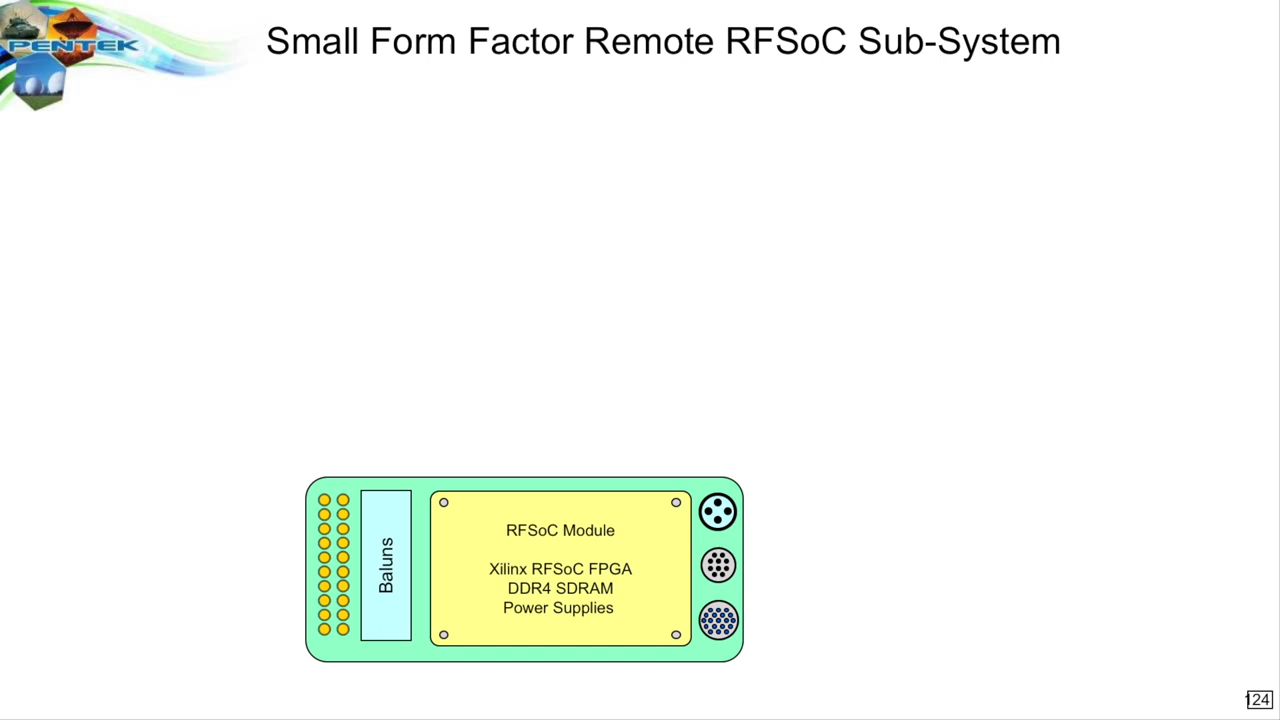 PENTEK
Small Form Factor Remote RFSoC Sub-System
Baluns
RFSoC Module
Xilinx RFSoC FPGA
DDR4 SDRAM
Power Supplies
124